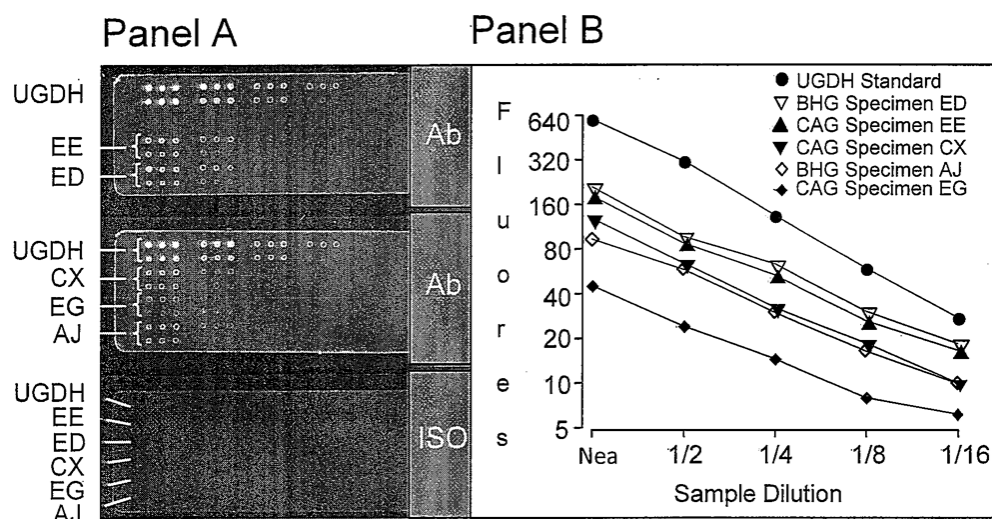 Panel A
Panel B
UGDH
EE
ED
Ab
UGDH
CX
EG
AJ
Ab
UGDH
EE
ED
CX
EG
AJ
ISO
F
l
u
o
r
e
s
UGDH Standard
BHG Specimen ED
CAG Specimen EE
CAG Specimen CX
BHG Specimen AJ
CAG Specimen EG
640
320
160
80
40
20
10
5
Nea
1/2
1/4
1/8
1/16
Sample Dilution